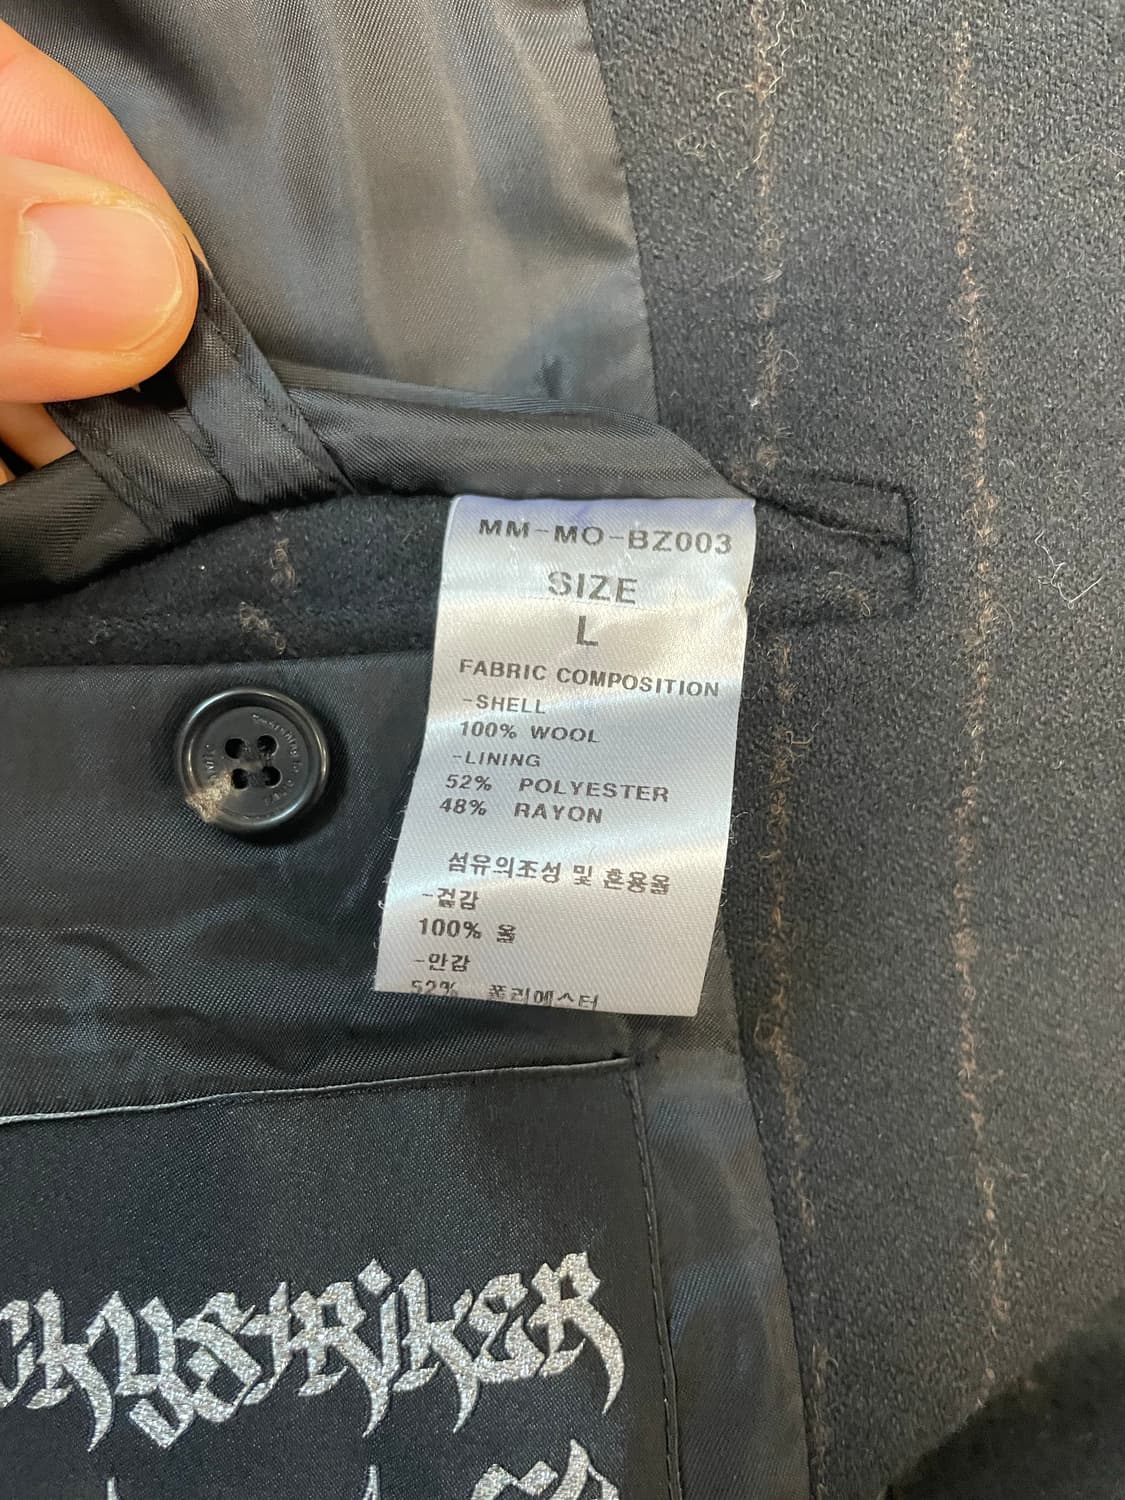 MM-MO-BZ003
SIZE
L
FABRIC COMPOSITION
-SHELL
100% WOOL
-LINING
52% POLYESTER
48% RAYON
섬유의조성 및 혼용율
-겉감
100% 울
-안감
52% 폴리에스터
ckystriker